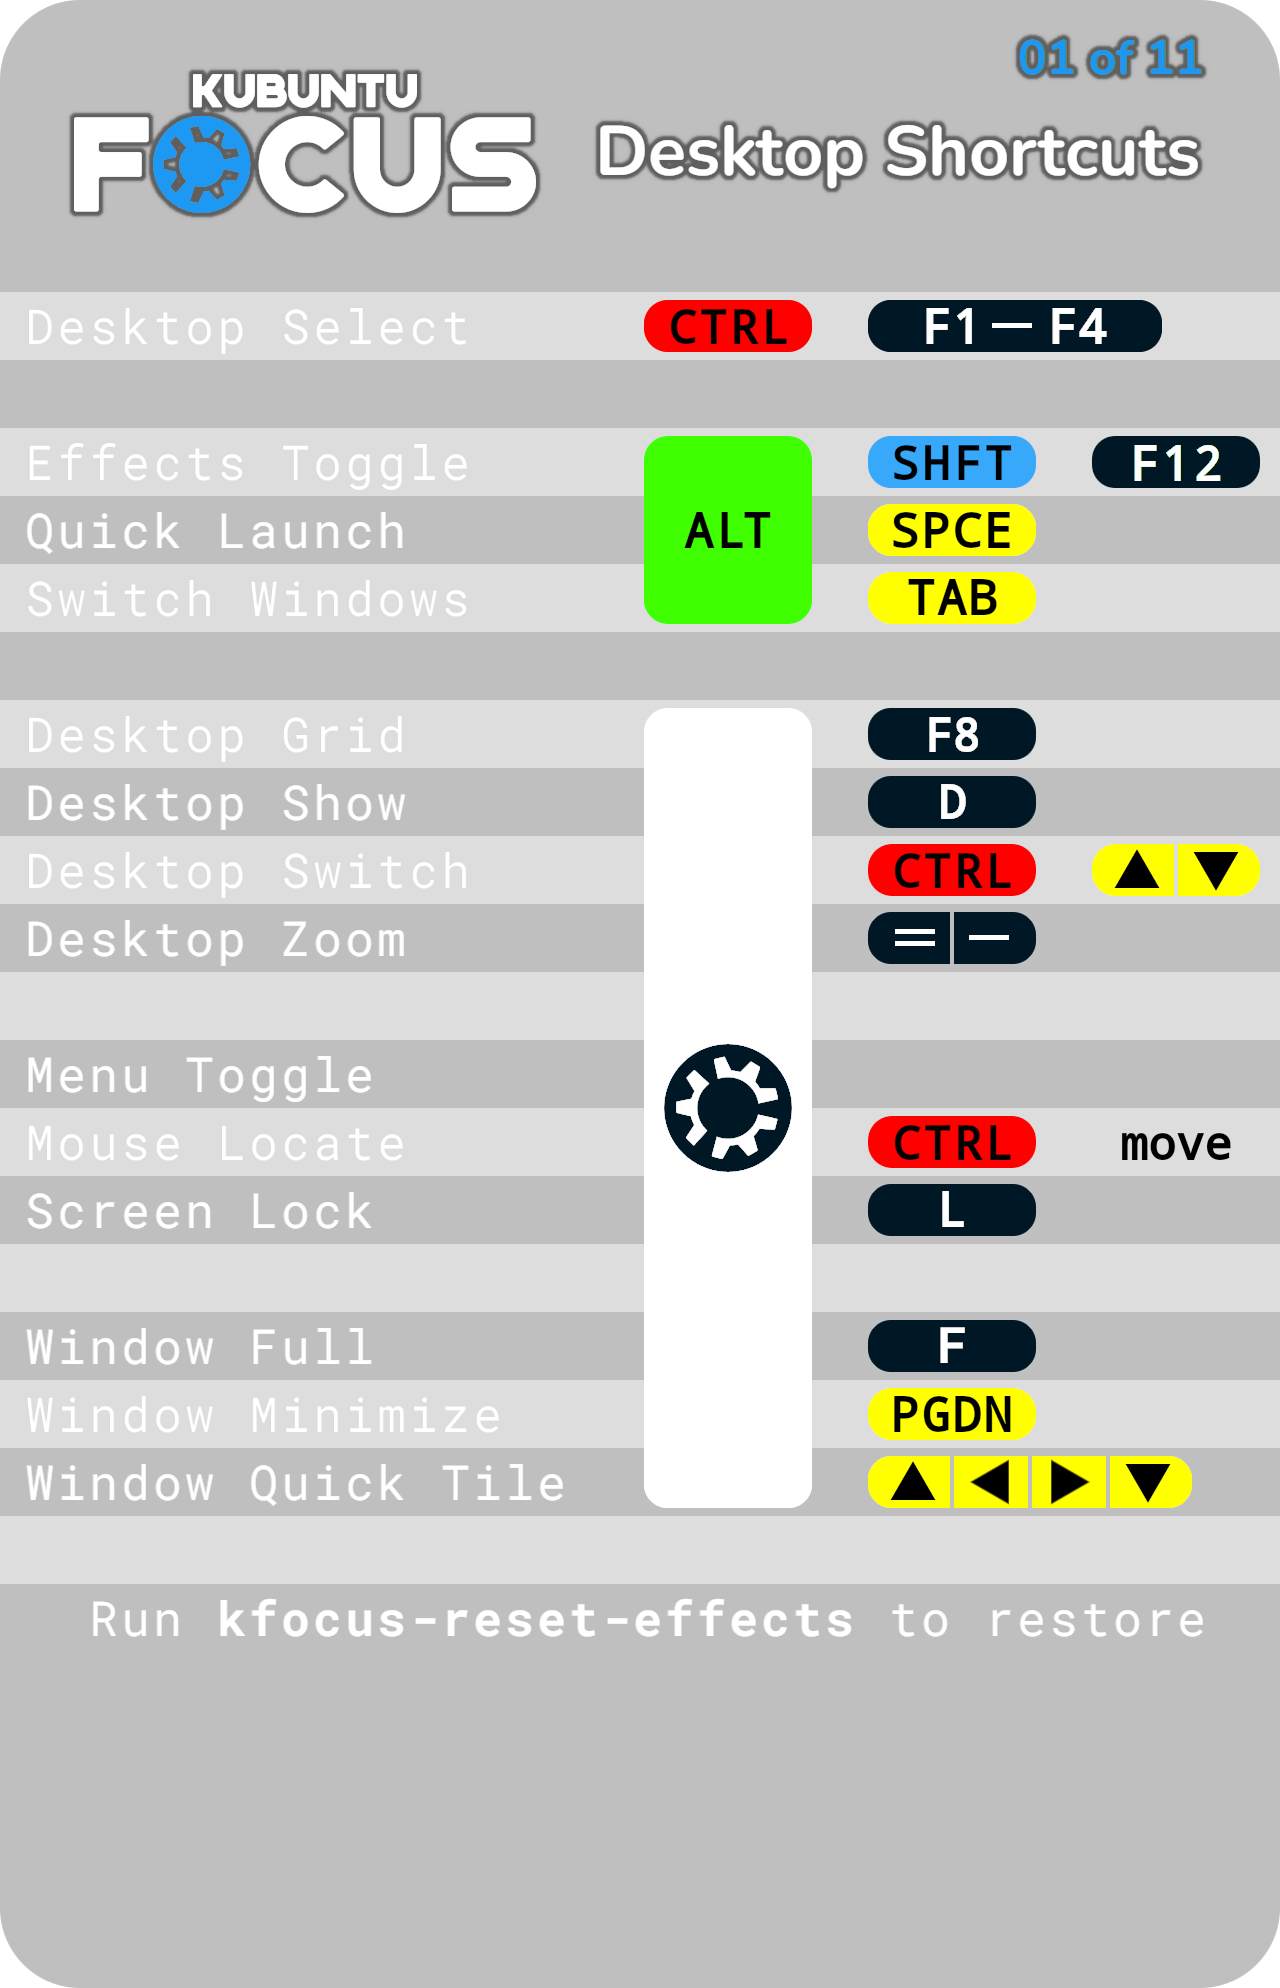 01 of 11
KUBUNTU
FOCUS
Desktop Shortcuts
Desktop Select CTRL F1 — F4
Effects Toggle SHFT F12
Quick Launch ALT SPCE
Switch Windows TAB
Desktop Grid F8
Desktop Show D
Desktop Switch CTRL ▲ ▼
Desktop Zoom = —
Menu Toggle
Mouse Locate CTRL move
Screen Lock L
Window Full F
Window Minimize PGDN
Window Quick Tile ▲ ◀ ▶ ▼
Run kfocus-reset-effects to restore